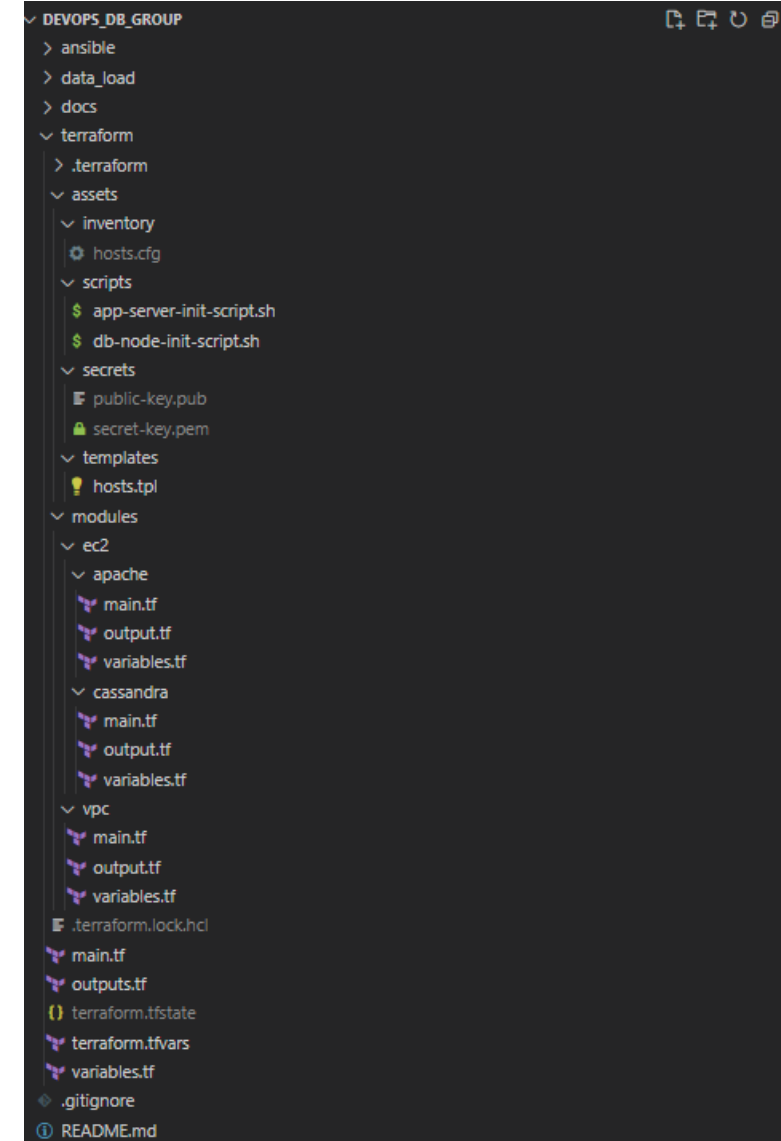 DEVOPS_DB_GROUP
ansible
data_load
docs
terraform
.terraform
assets
inventory
hosts.cfg
scripts
$ app-server-init-script.sh
$ db-node-init-script.sh
secrets
public-key.pub
secret-key.pem
templates
hosts.tpl
modules
ec2
apache
main.tf
output.tf
variables.tf
cassandra
main.tf
output.tf
variables.tf
vpc
main.tf
output.tf
variables.tf
.terraform.lock.hcl
main.tf
outputs.tf
{} terraform.tfstate
terraform.tfvars
variables.tf
.gitignore
README.md